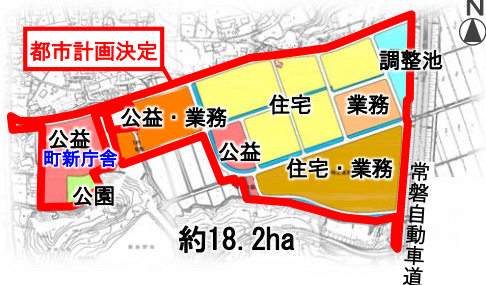 N
都市計画決定
調整池
住宅
業務
公益・業務
公益
町新庁舎
公益
住宅・業務
公園
常磐自動車道
約18.2ha